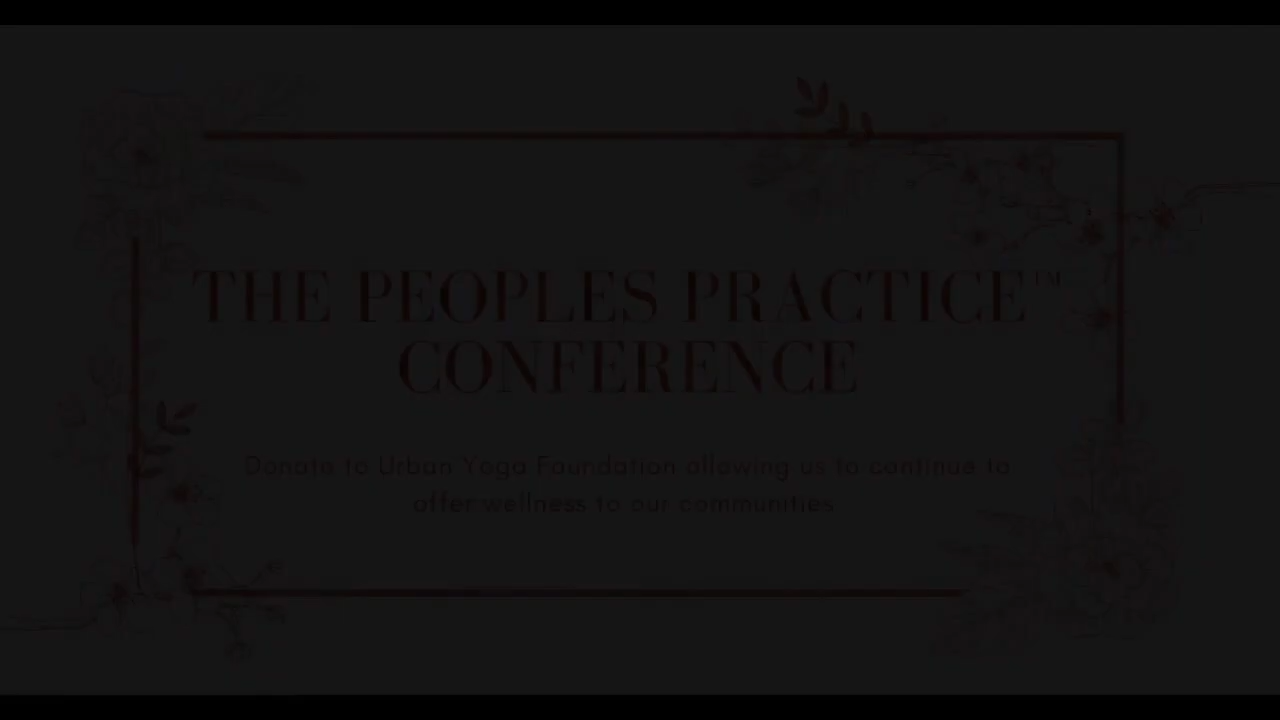 THE PEOPLES PRACTICE™
CONFERENCE
Donate to Urban Yoga Foundation allowing us to continue to
offer wellness to our communities.